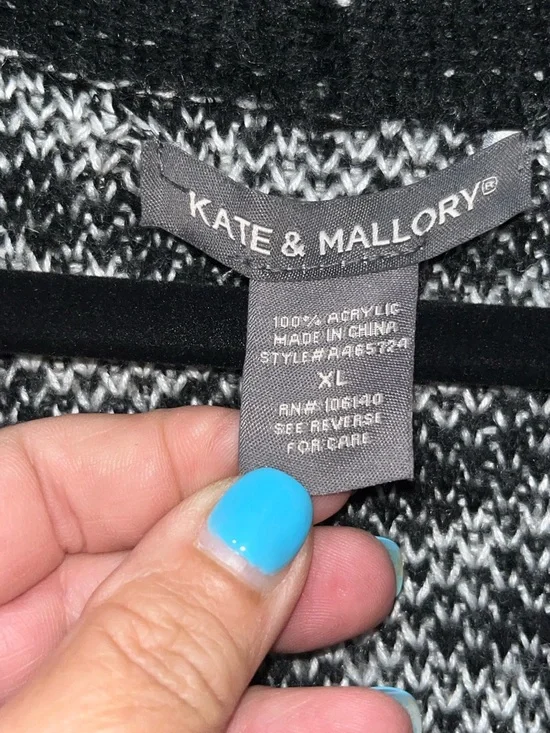 KATE & MALLORY®
100% ACRYLIC
MADE IN CHINA
STYLE# AA65724
XL
RN# 106140
SEE REVERSE
FOR CARE